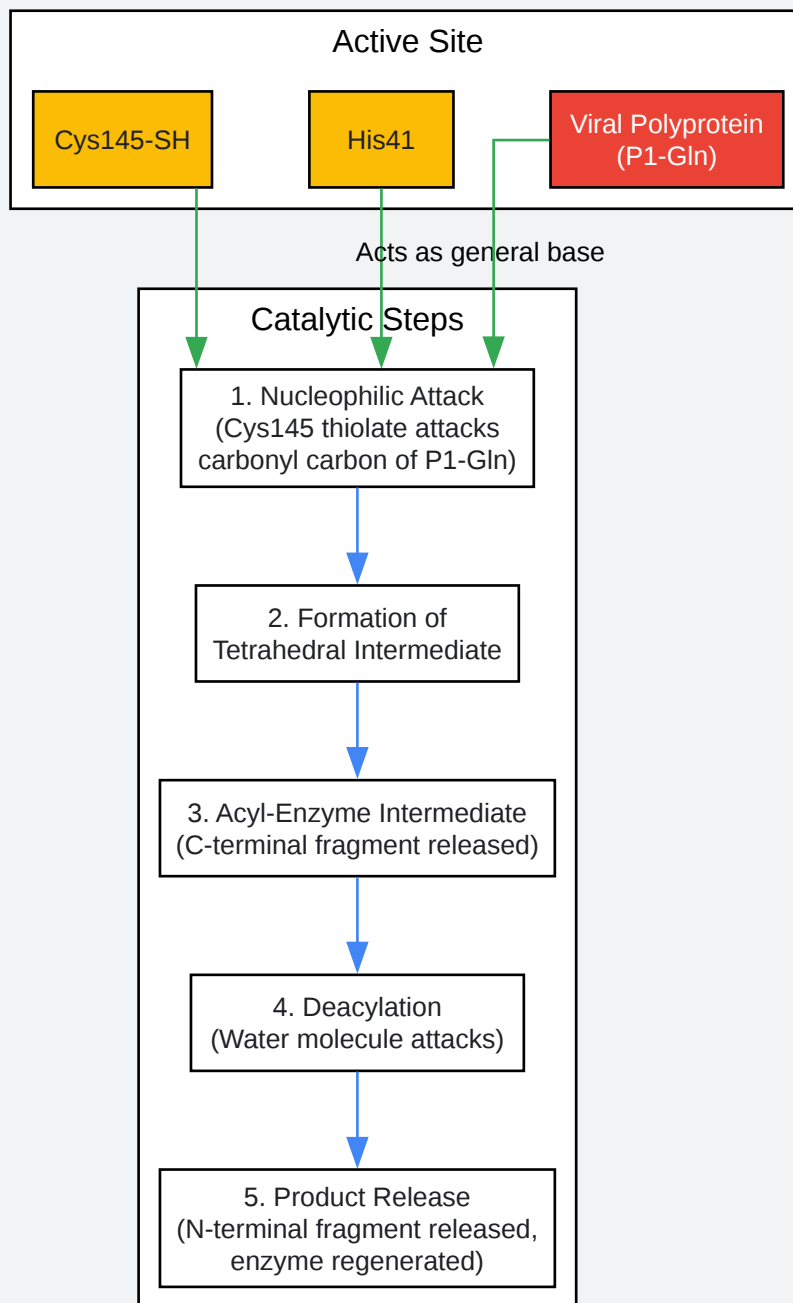 Active Site
Cys145-SH
His41
Viral Polyprotein
(P1-Gln)
Acts as general base
Catalytic Steps
1. Nucleophilic Attack
(Cys145 thiolate attacks
carbonyl carbon of P1-Gln)
2. Formation of
Tetrahedral Intermediate
3. Acyl-Enzyme Intermediate
(C-terminal fragment released)
4. Deacylation
(Water molecule attacks)
5. Product Release
(N-terminal fragment released,
enzyme regenerated)